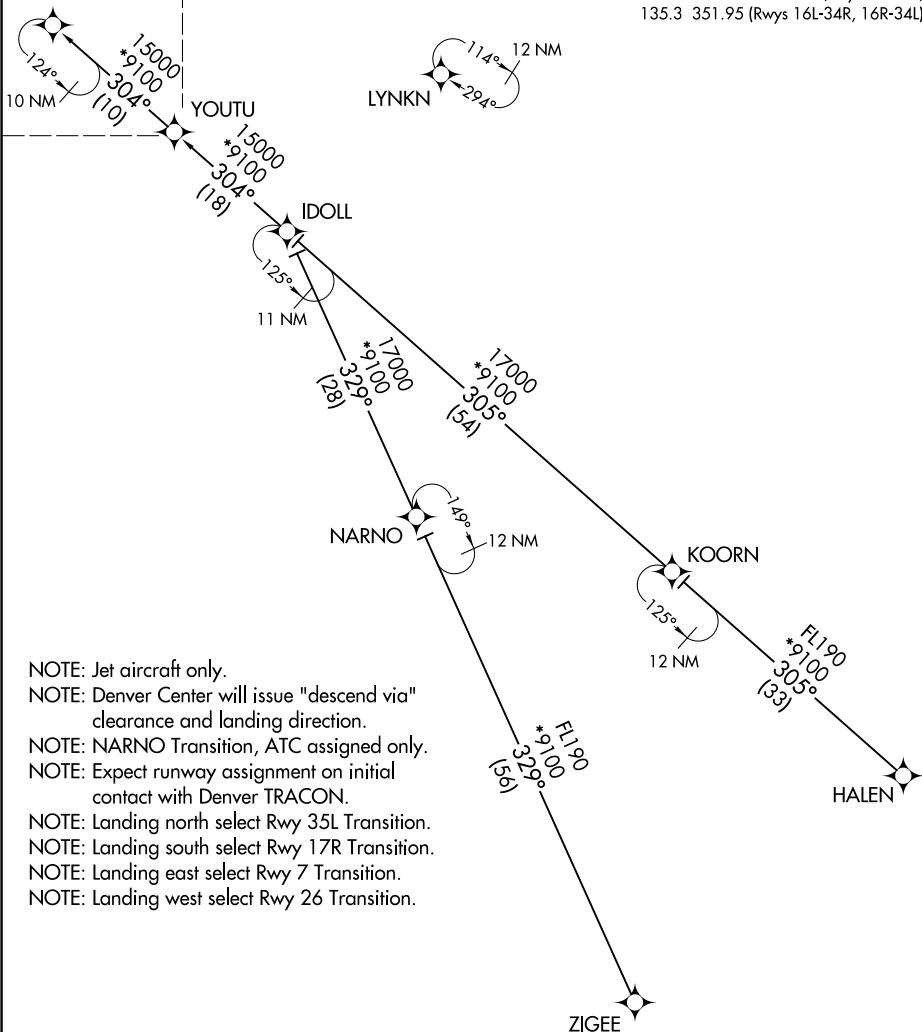 135.3 351.95 (Rwys 16L-34R, 16R-34L)
15000
*9100
304°
(10)
124°
10 NM
114°
12 NM
294°
LYNKN
YOUTU
15000
*9100
304°
(18)
IDOLL
125°
11 NM
17000
*9100
329°
(28)
17000
*9100
305°
(54)
NARNO
149°
12 NM
KOORN
125°
12 NM
FL190
*9100
305°
(33)
HALEN
FL190
*9100
329°
(56)
ZIGEE
NOTE: Jet aircraft only.
NOTE: Denver Center will issue "descend via"
clearance and landing direction.
NOTE: NARNO Transition, ATC assigned only.
NOTE: Expect runway assignment on initial
contact with Denver TRACON.
NOTE: Landing north select Rwy 35L Transition.
NOTE: Landing south select Rwy 17R Transition.
NOTE: Landing east select Rwy 7 Transition.
NOTE: Landing west select Rwy 26 Transition.